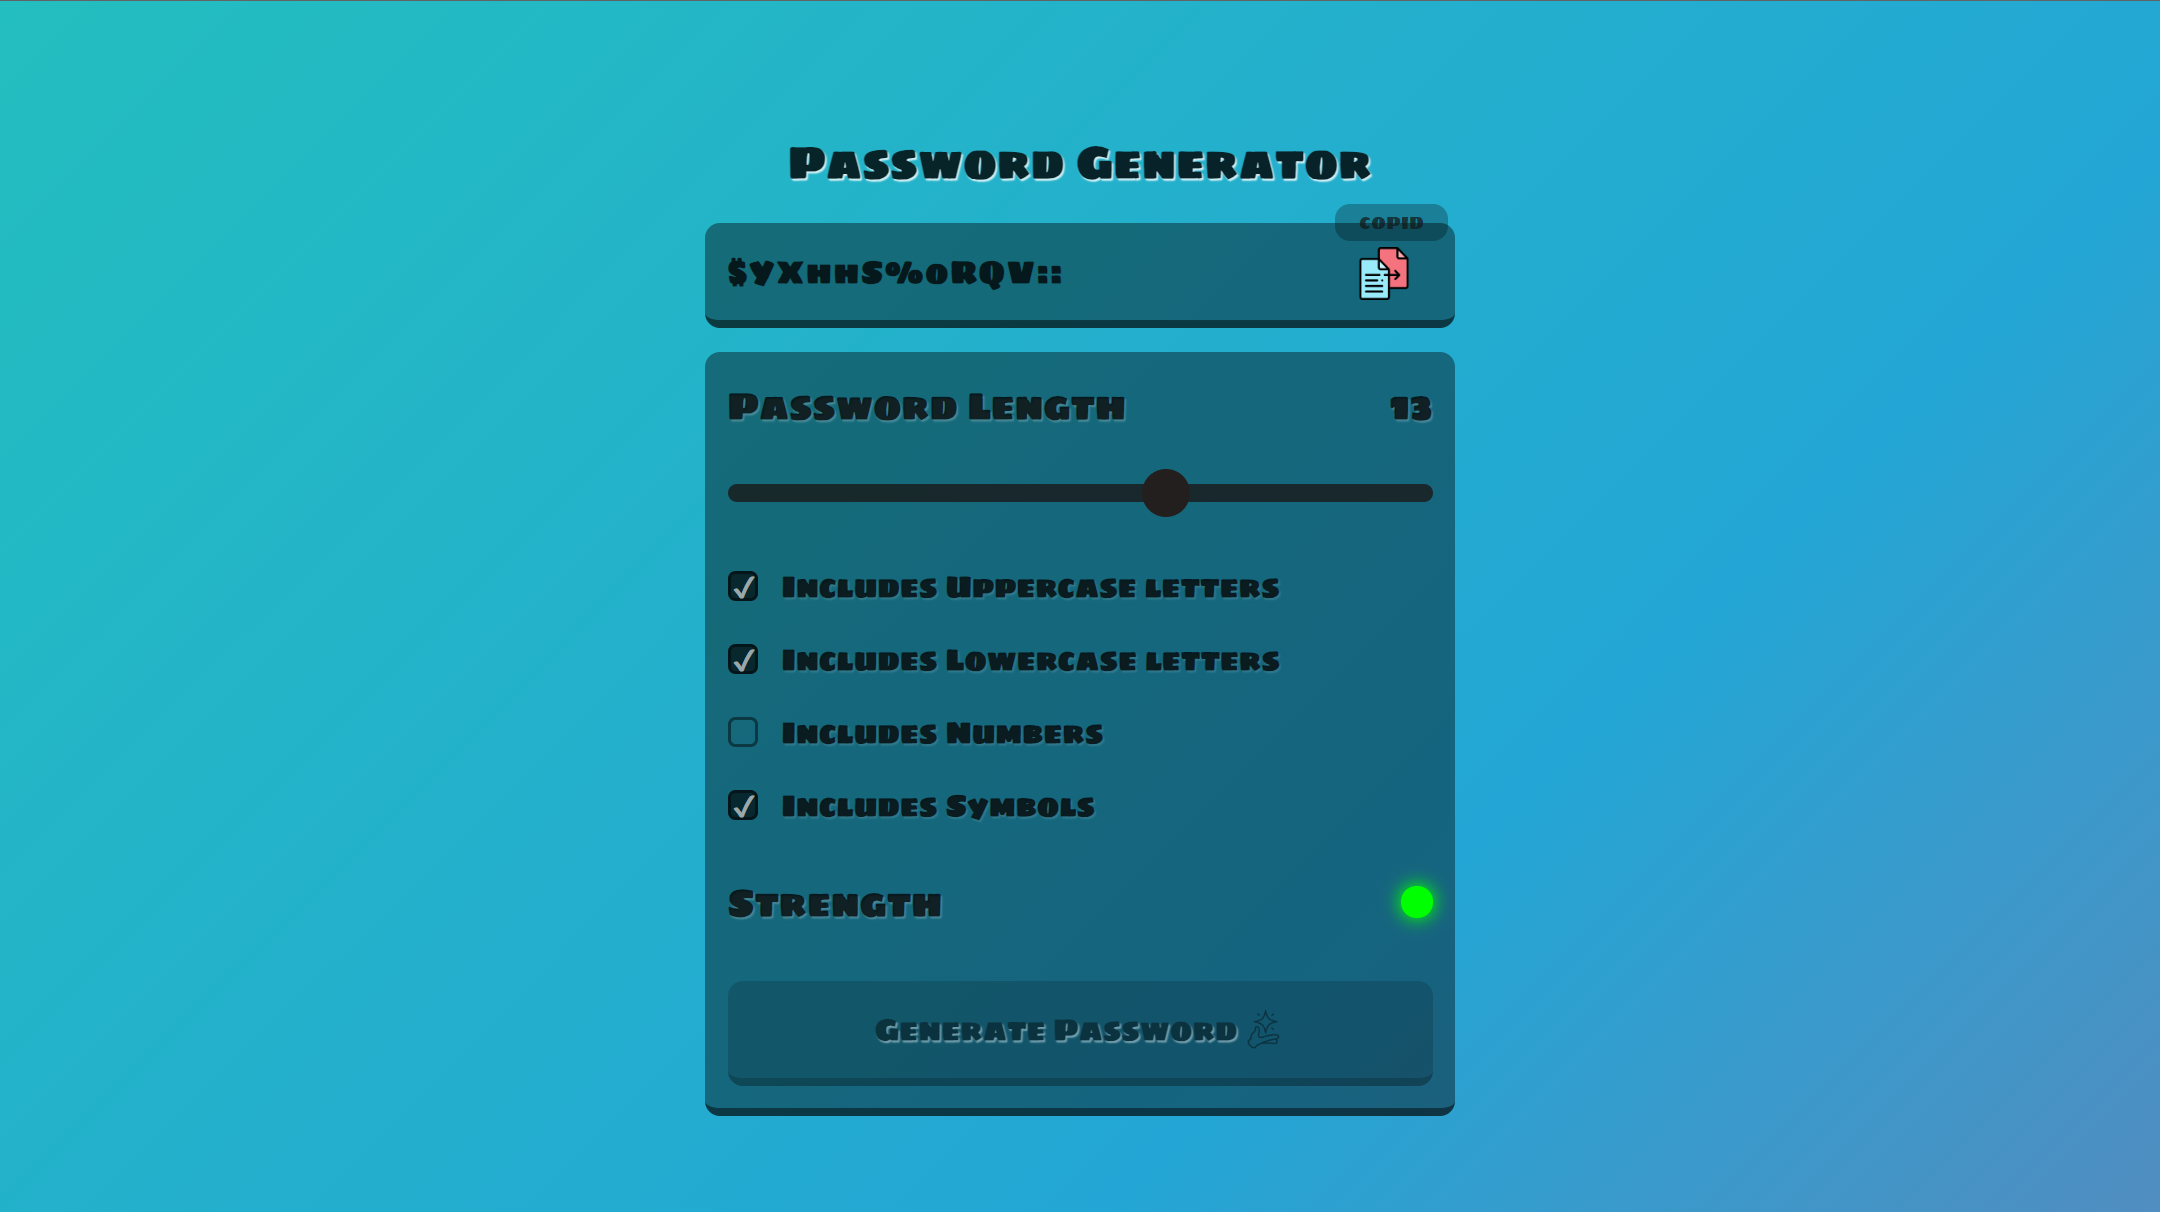 Password Generator
copid
$yXhhS%oRQV::
Password Length
13
Includes Uppercase letters
Includes Lowercase letters
Includes Numbers
Includes Symbols
Strength
Generate Password